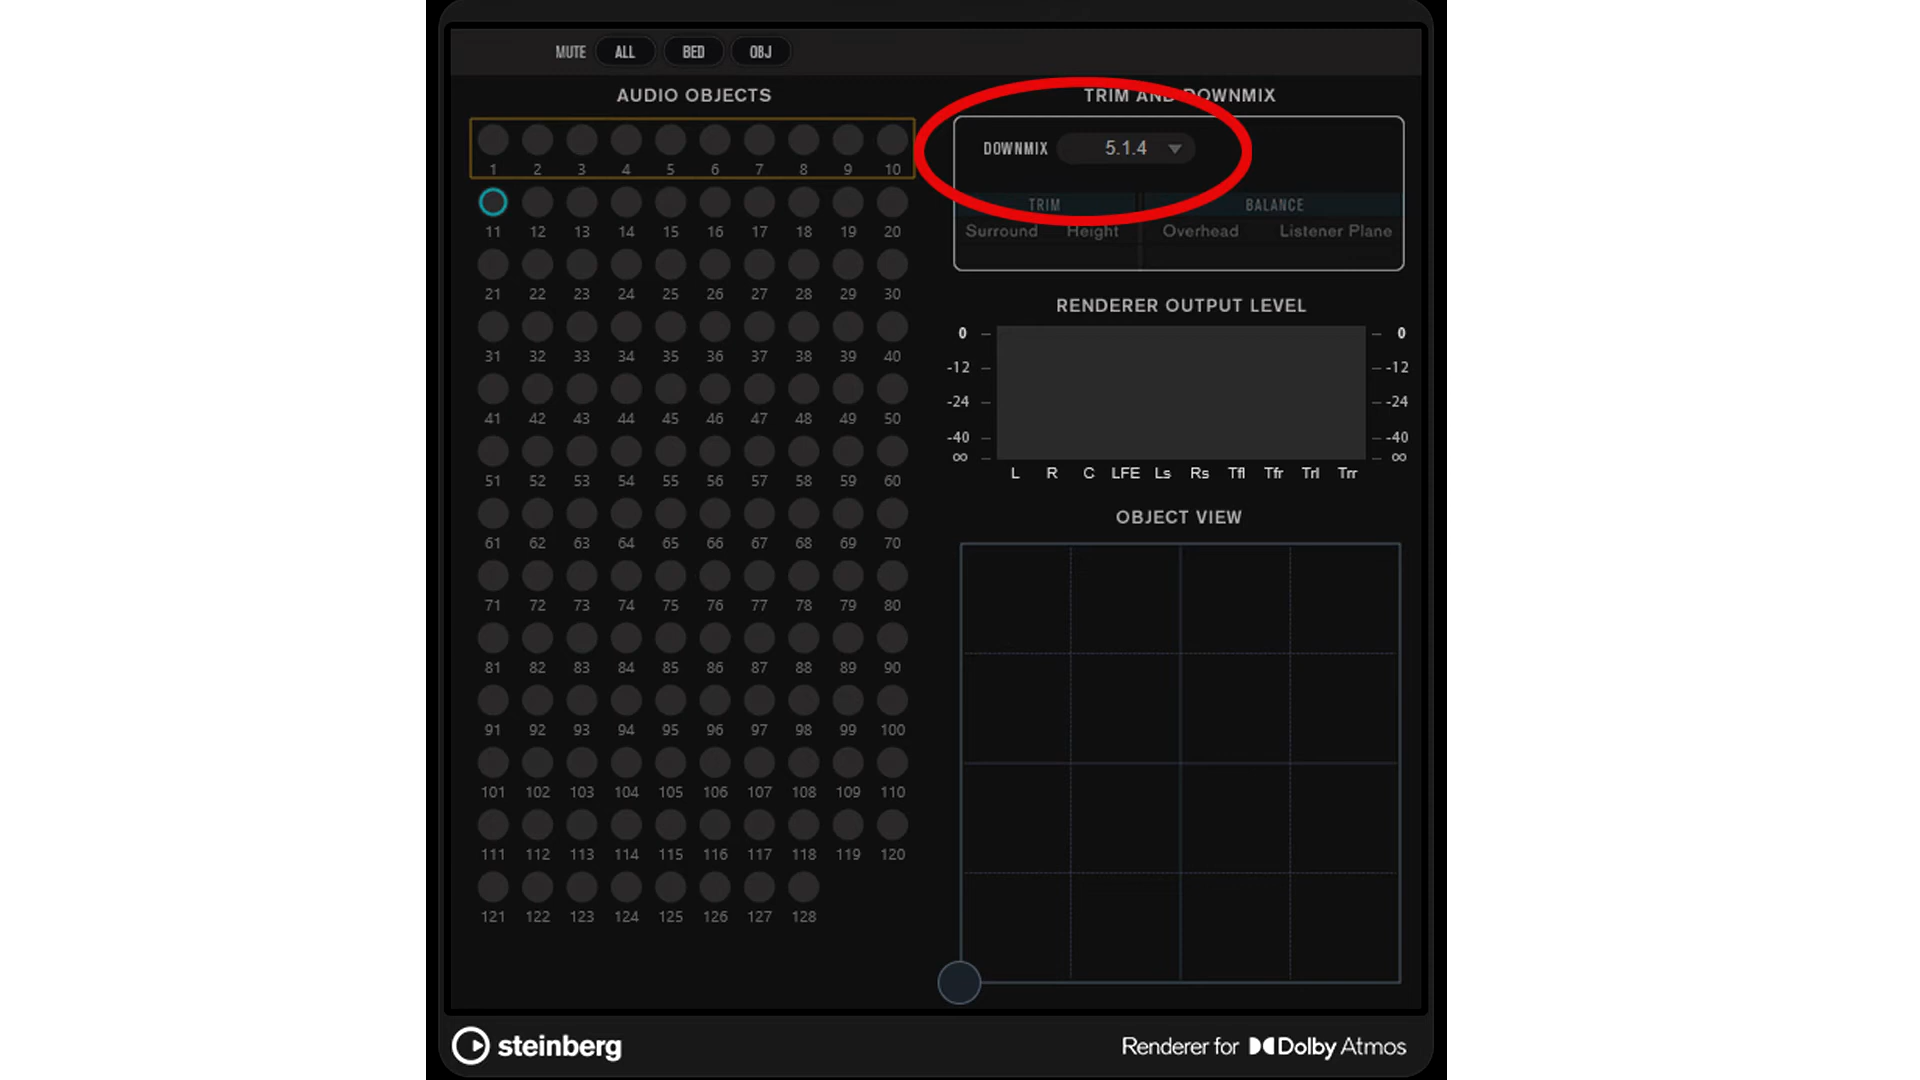 MUTE ALL BED OBJ
AUDIO OBJECTS
1 2 3 4 5 6 7 8 9 10
11 12 13 14 15 16 17 18 19 20
21 22 23 24 25 26 27 28 29 30
31 32 33 34 35 36 37 38 39 40
41 42 43 44 45 46 47 48 49 50
51 52 53 54 55 56 57 58 59 60
61 62 63 64 65 66 67 68 69 70
71 72 73 74 75 76 77 78 79 80
81 82 83 84 85 86 87 88 89 90
91 92 93 94 95 96 97 98 99 100
101 102 103 104 105 106 107 108 109 110
111 112 113 114 115 116 117 118 119 120
121 122 123 124 125 126 127 128
TRIM AND DOWNMIX
DOWNMIX 5.1.4
TRIM BALANCE
Surround Height Overhead Listener Plane
RENDERER OUTPUT LEVEL
0 0
-12 -12
-24 -24
-40 -40
∞ ∞
L R C LFE Ls Rs Tfl Tfr Trl Trr
OBJECT VIEW
steinberg
Renderer for Dolby Atmos